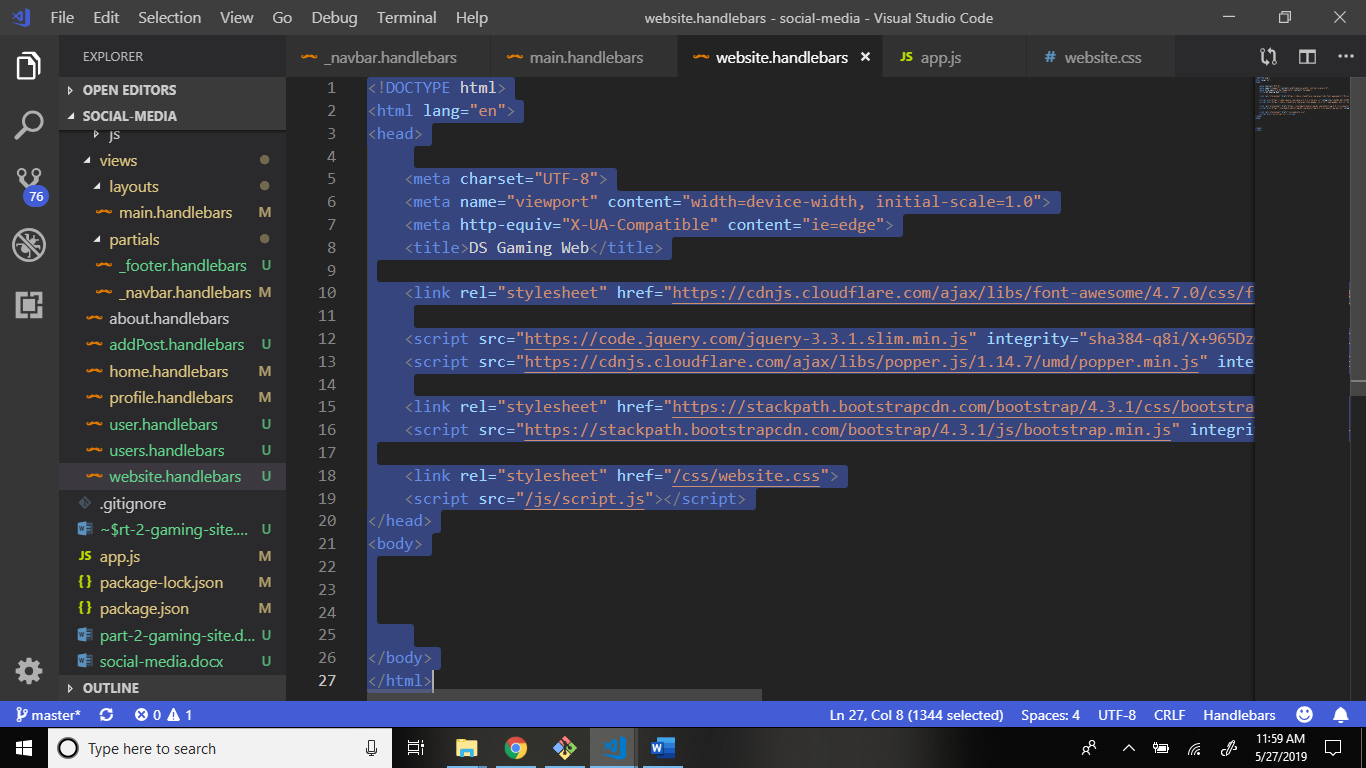 File Edit Selection View Go Debug Terminal Help
website.handlebars - social-media - Visual Studio Code
EXPLORER
_navbar.handlebars
main.handlebars
website.handlebars
JS app.js
# website.css
OPEN EDITORS
SOCIAL-MEDIA
js
views
layouts
main.handlebars M
partials
_footer.handlebars U
_navbar.handlebars M
about.handlebars
addPost.handlebars U
home.handlebars M
profile.handlebars M
user.handlebars U
users.handlebars U
website.handlebars U
.gitignore
~$rt-2-gaming-site.... U
JS app.js M
{} package-lock.json M
{} package.json M
part-2-gaming-site.d... U
social-media.docx U
OUTLINE
76
1 <!DOCTYPE html>
2 <html lang="en">
3 <head>
4
5 <meta charset="UTF-8">
6 <meta name="viewport" content="width=device-width, initial-scale=1.0">
7 <meta http-equiv="X-UA-Compatible" content="ie=edge">
8 <title>DS Gaming Web</title>
9
10 <link rel="stylesheet" href="https://cdnjs.cloudflare.com/ajax/libs/font-awesome/4.7.0/css/f
11
12 <script src="https://code.jquery.com/jquery-3.3.1.slim.min.js" integrity="sha384-q8i/X+965Dz
13 <script src="https://cdnjs.cloudflare.com/ajax/libs/popper.js/1.14.7/umd/popper.min.js" inte
14
15 <link rel="stylesheet" href="https://stackpath.bootstrapcdn.com/bootstrap/4.3.1/css/bootstra
16 <script src="https://stackpath.bootstrapcdn.com/bootstrap/4.3.1/js/bootstrap.min.js" integri
17
18 <link rel="stylesheet" href="/css/website.css">
19 <script src="/js/script.js"></script>
20 </head>
21 <body>
22
23
24
25
26 </body>
27 </html>
master* 0 1
Ln 27, Col 8 (1344 selected) Spaces: 4 UTF-8 CRLF Handlebars
Type here to search
11:59 AM
5/27/2019